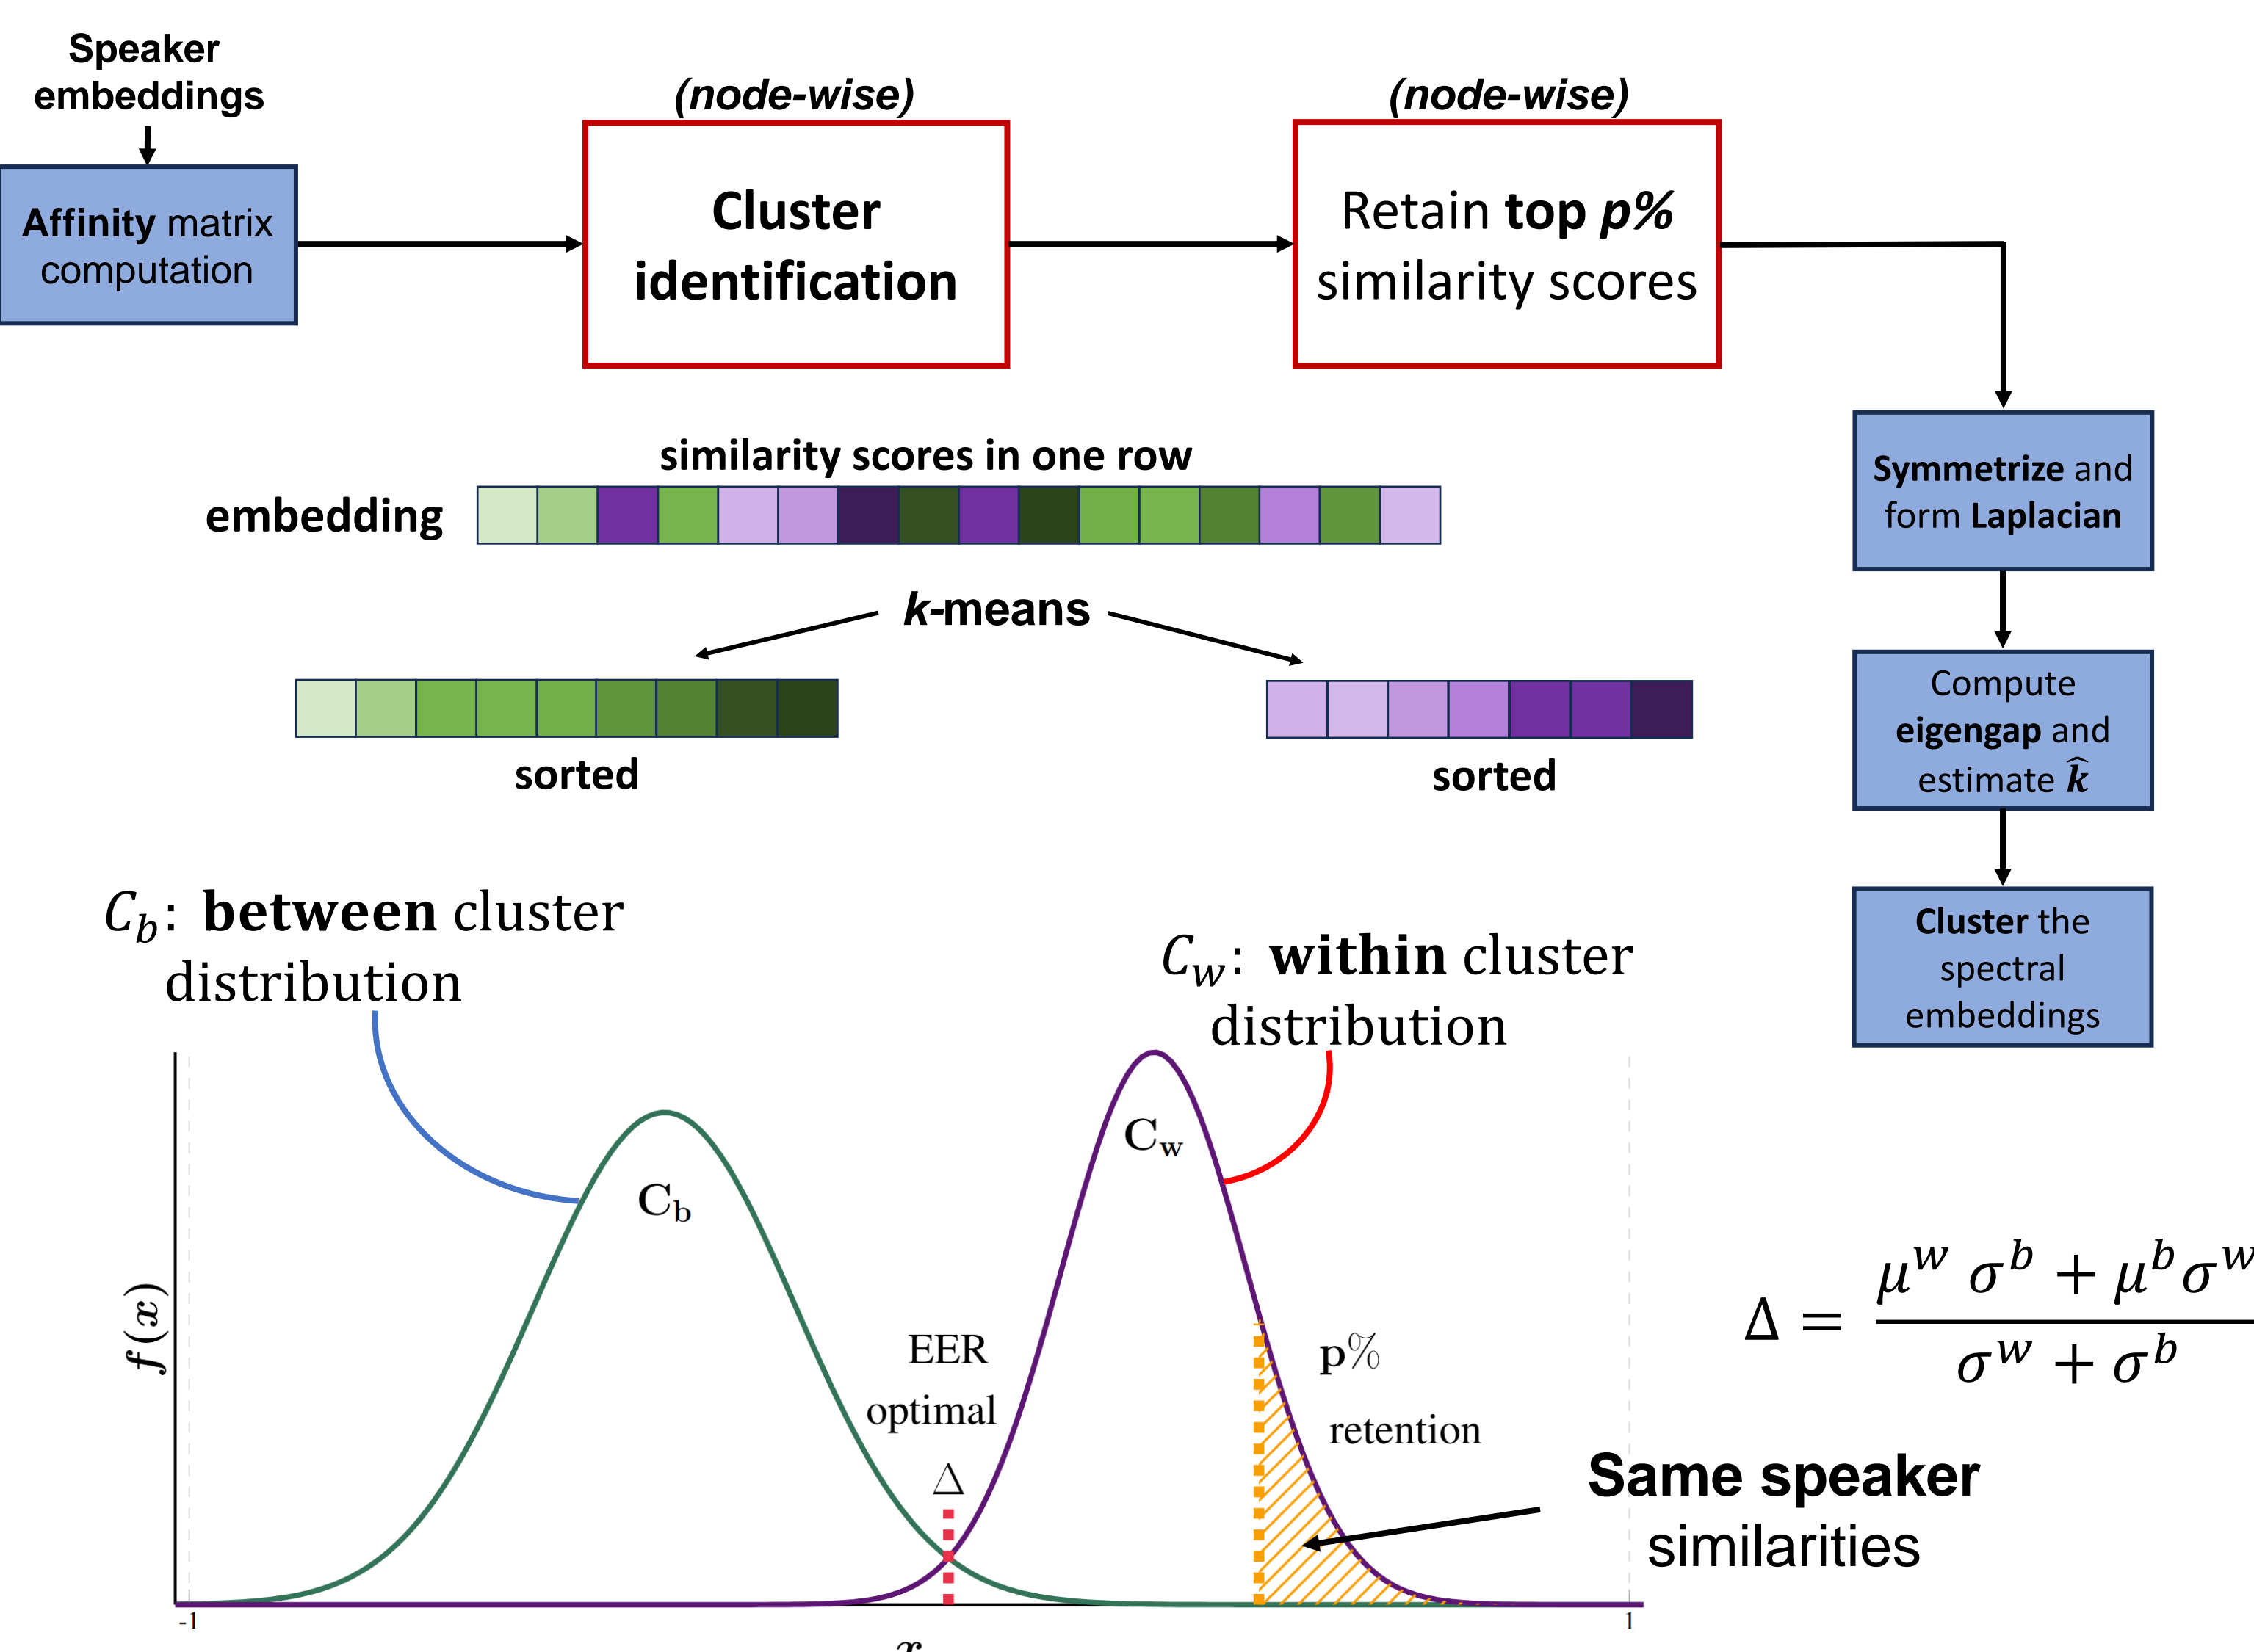 Speaker
embeddings
Affinity matrix
computation
(node-wise)
Cluster
identification
(node-wise)
Retain top p%
similarity scores
Symmetrize and
form Laplacian
Compute
eigengap and
estimate k̂
Cluster the
spectral
embeddings
similarity scores in one row
embedding
k-means
sorted
sorted
C_b: between cluster
distribution
C_w: within cluster
distribution
C_b
C_w
f(x)
EER
optimal
Δ
p%
retention
Same speaker
similarities
-1
1
x
Δ = (μ^w σ^b + μ^b σ^w) / (σ^w + σ^b)